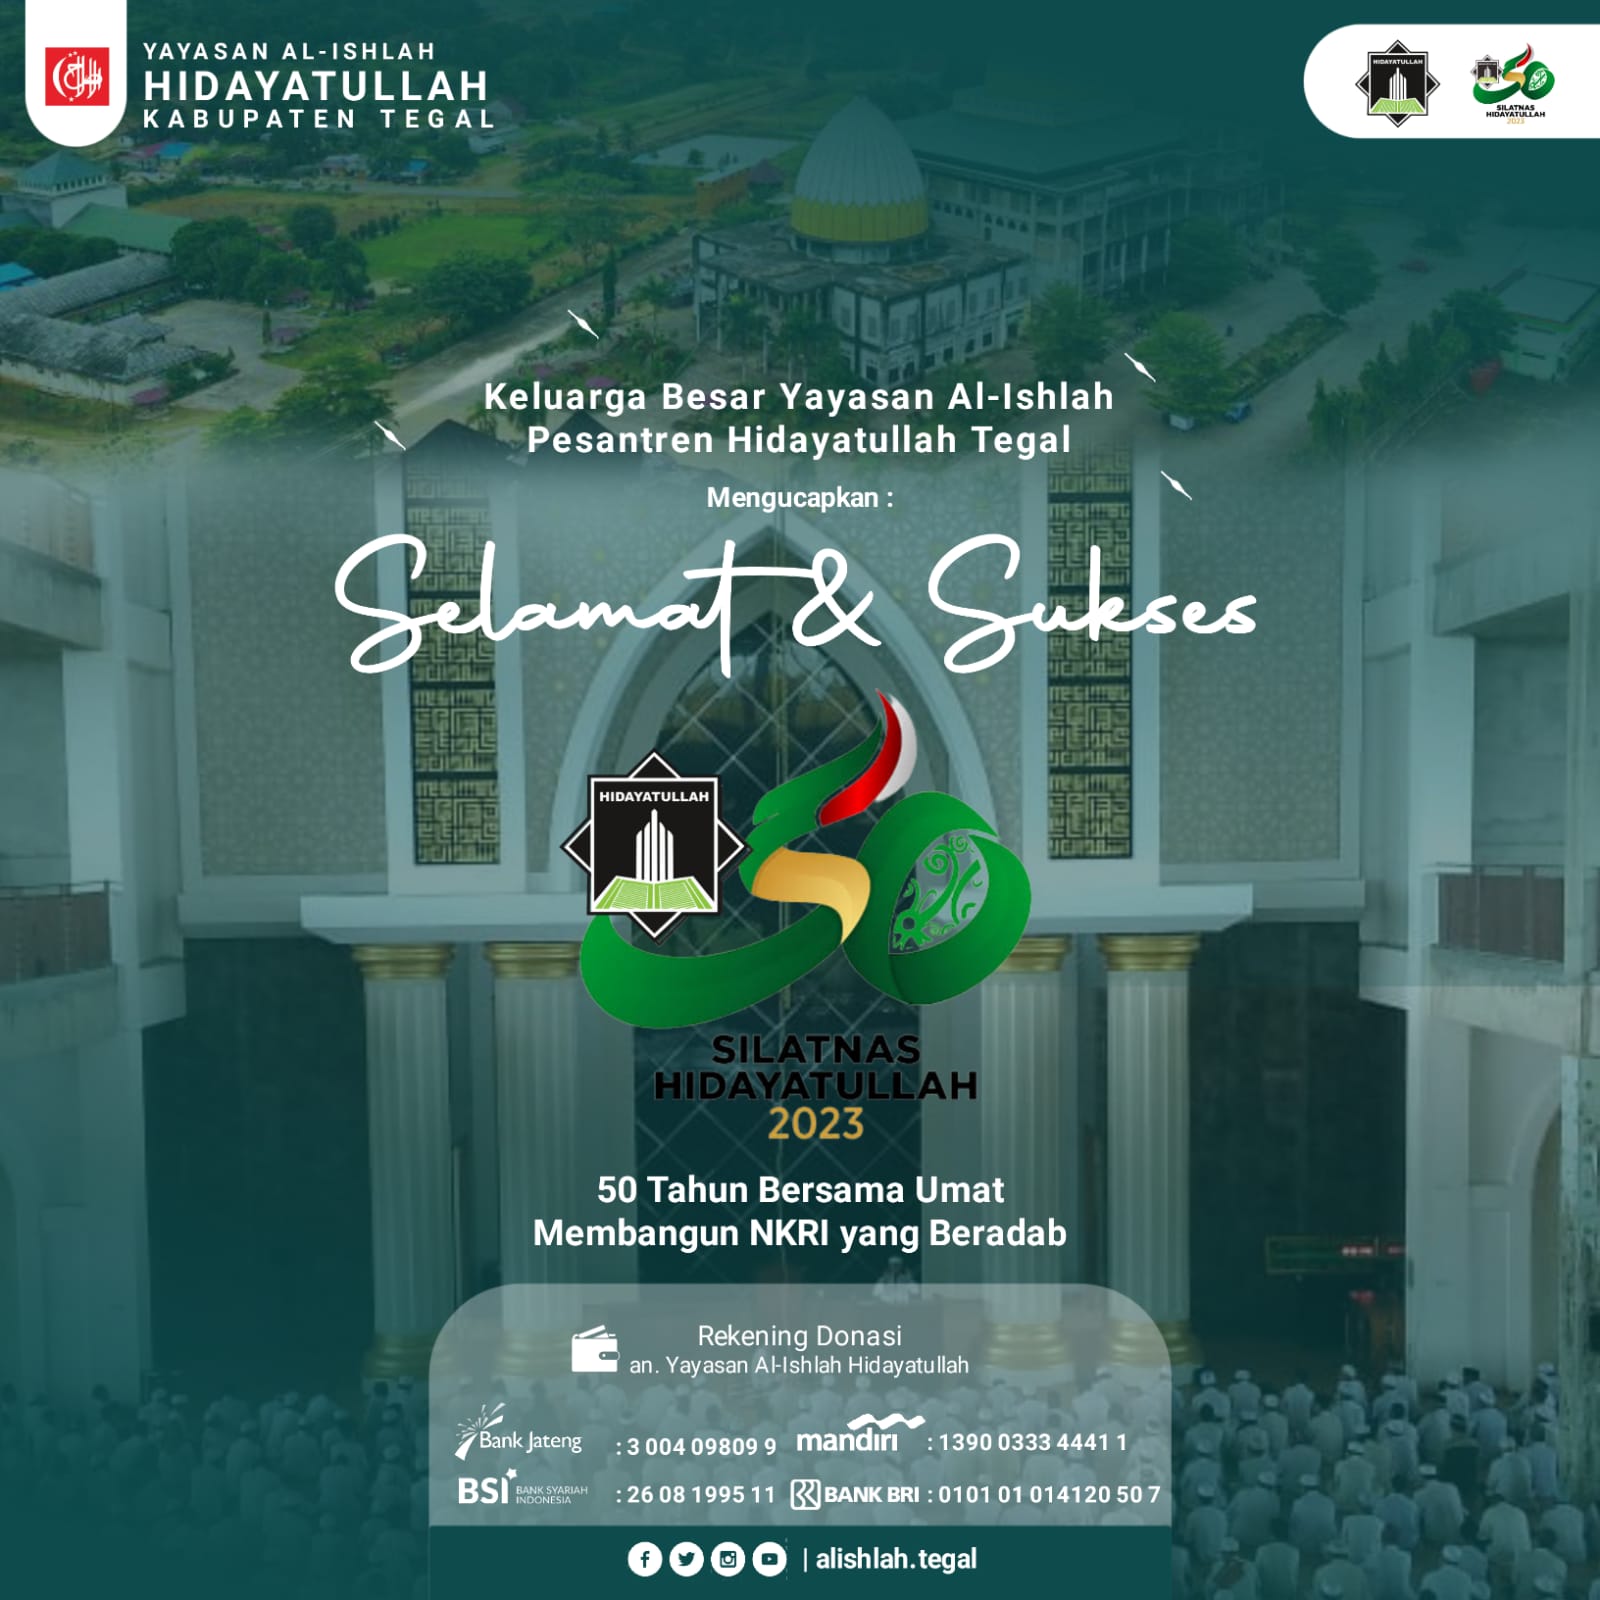 YAYASAN AL-ISHLAH
HIDAYATULLAH
KABUPATEN TEGAL
HIDAYATULLAH
SILATNAS
HIDAYATULLAH
2023
Keluarga Besar Yayasan Al-Ishlah
Pesantren Hidayatullah Tegal
Mengucapkan :
Selamat & Sukses
HIDAYATULLAH
50
SILATNAS
HIDAYATULLAH
2023
50 Tahun Bersama Umat
Membangun NKRI yang Beradab
Rekening Donasi
an. Yayasan Al-Ishlah Hidayatullah
Bank Jateng : 3 004 09809 9
mandiri : 1390 0333 4441 1
BSI BANK SYARIAH INDONESIA : 26 08 1995 11
BANK BRI : 0101 01 014120 50 7
| alishlah.tegal